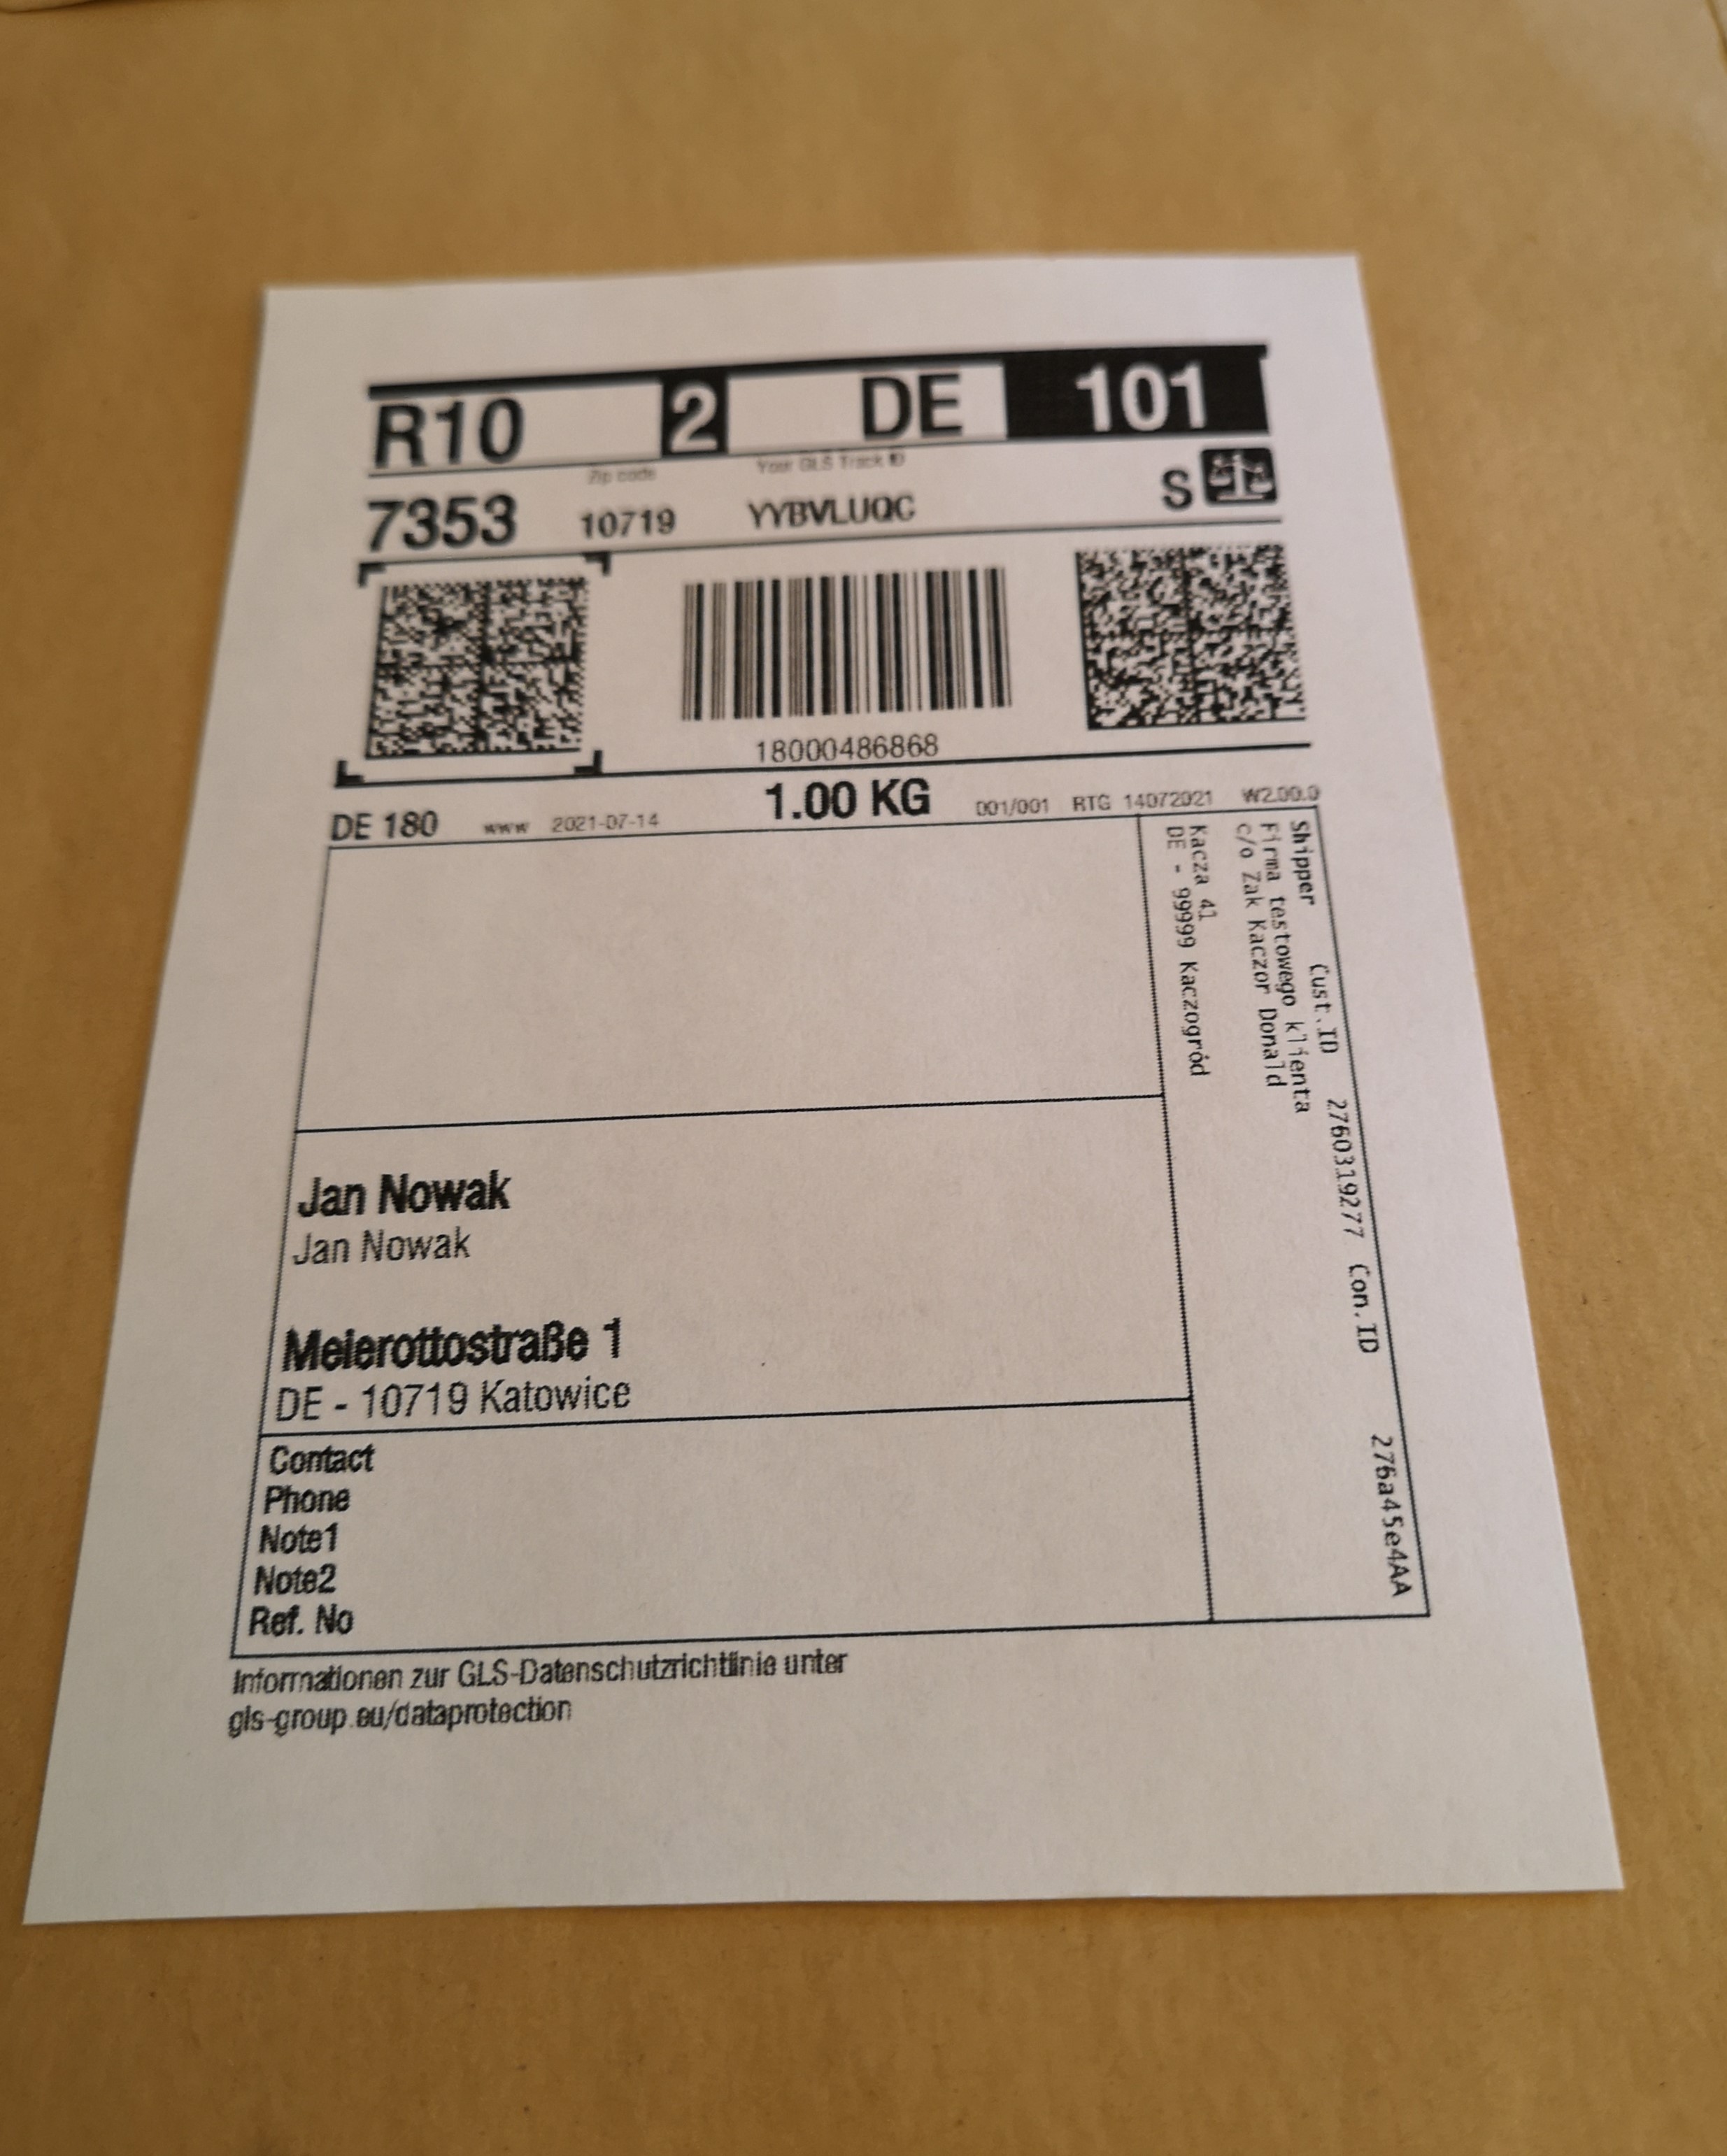 R10 2 DE 101
Zip code Your GLS Track ID
7353 10719 YYBVLUQC S
18000486868
DE 180 www 2021-07-14 1.00 KG 001/001 RTG 14072021 W2.00.0
Shipper Cust.ID 2760319277 Con.ID 276a45e4AA
Firma testowego klienta
c/o Zak Kaczor Donald
Kacza 41
DE - 99999 Kaczogród
Jan Nowak
Jan Nowak
Meierottostraße 1
DE - 10719 Katowice
Contact
Phone
Note1
Note2
Ref. No
Informationen zur GLS-Datenschutzrichtlinie unter
gls-group.eu/dataprotection